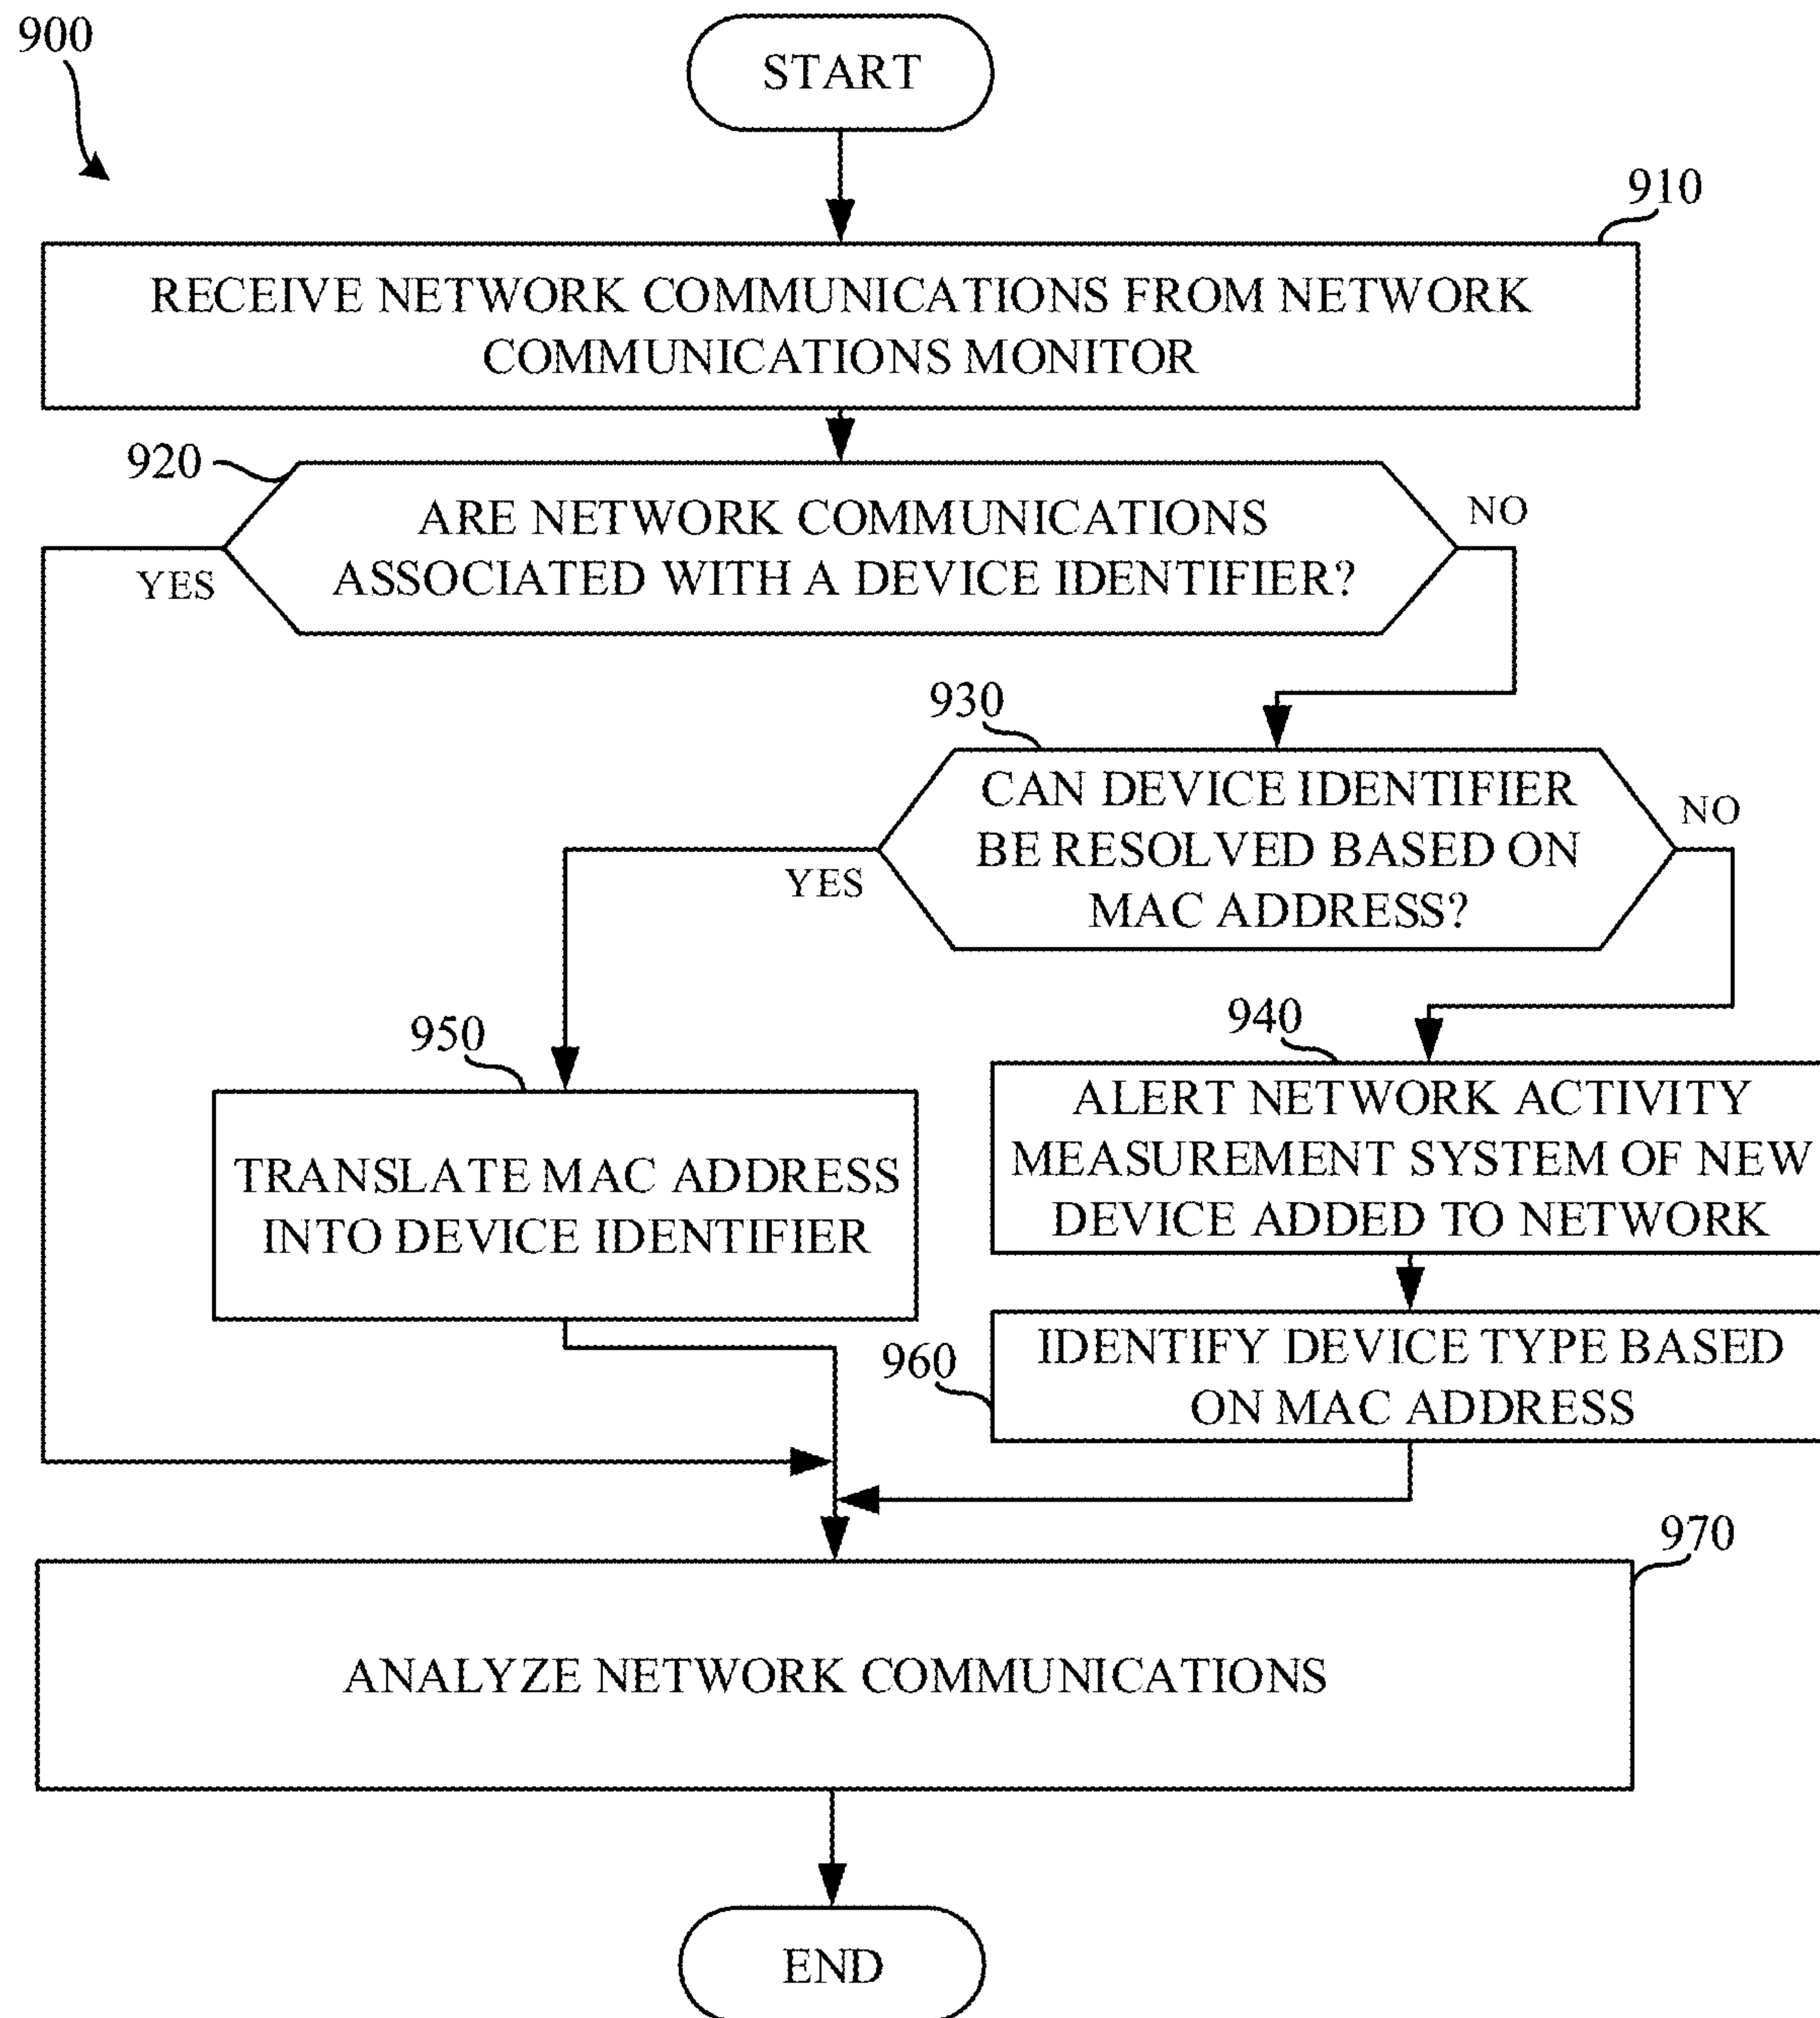 900
START
910
RECEIVE NETWORK COMMUNICATIONS FROM NETWORK
COMMUNICATIONS MONITOR
920
ARE NETWORK COMMUNICATIONS
ASSOCIATED WITH A DEVICE IDENTIFIER?
NO
YES
930
CAN DEVICE IDENTIFIER
BE RESOLVED BASED ON
MAC ADDRESS?
NO
YES
940
ALERT NETWORK ACTIVITY
MEASUREMENT SYSTEM OF NEW
DEVICE ADDED TO NETWORK
950
TRANSLATE MAC ADDRESS
INTO DEVICE IDENTIFIER
960
IDENTIFY DEVICE TYPE BASED
ON MAC ADDRESS
970
ANALYZE NETWORK COMMUNICATIONS
END